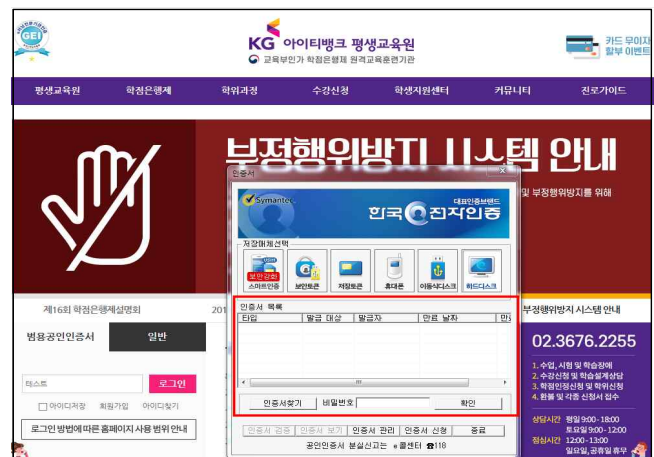 GEI
KG 아이티뱅크 평생교육원
교육부인가 학점은행제 원격교육훈련기관
카드 무이자
할부 이벤트
평생교육원 학점은행제 학위과정 수강신청 학생지원센터 커뮤니티 진로가이드
부정행위방지 시스템 안내
및 부정행위방지를 위해
인증서
Symantec
대표인증브랜드
한국전자인증
저장매체선택
보안강화
스마트인증 보안토큰 저장토큰 휴대폰 이동식디스크 하드디스크
인증서 목록
타입 발급 대상 발급자 만료 날자
인증서찾기 비밀번호 확인
인증서 검증 인증서 보기 인증서 관리 인증서 신청 종료
공인인증서 분실신고는 e콜센터 ☎118
제16회 학점은행제설명회
201
부정행위방지 시스템 안내
범용공인인증서 일반
테스트 로그인
아이디저장 회원가입 아이디찾기
로그인 방법에 따른 홈페이지 사용 범위 안내
02.3676.2255
1. 수업, 시험 및 학습장애
2. 수강신청 및 학습설계상담
3. 학점인정신청 및 학위신청
4. 환불 및 각종 신청서 접수
상담시간 평일 9:00 - 18:00
토요일 9:00 - 12:00
점심시간 12:00 - 13:00
일요일, 공휴일 휴무